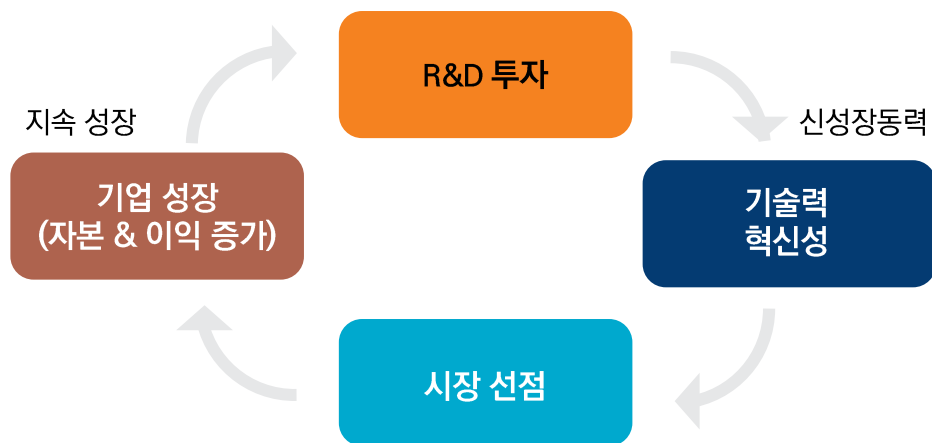 R&D 투자
지속 성장
신성장동력
기업 성장
(자본 & 이익 증가)
기술력
혁신성
시장 선점